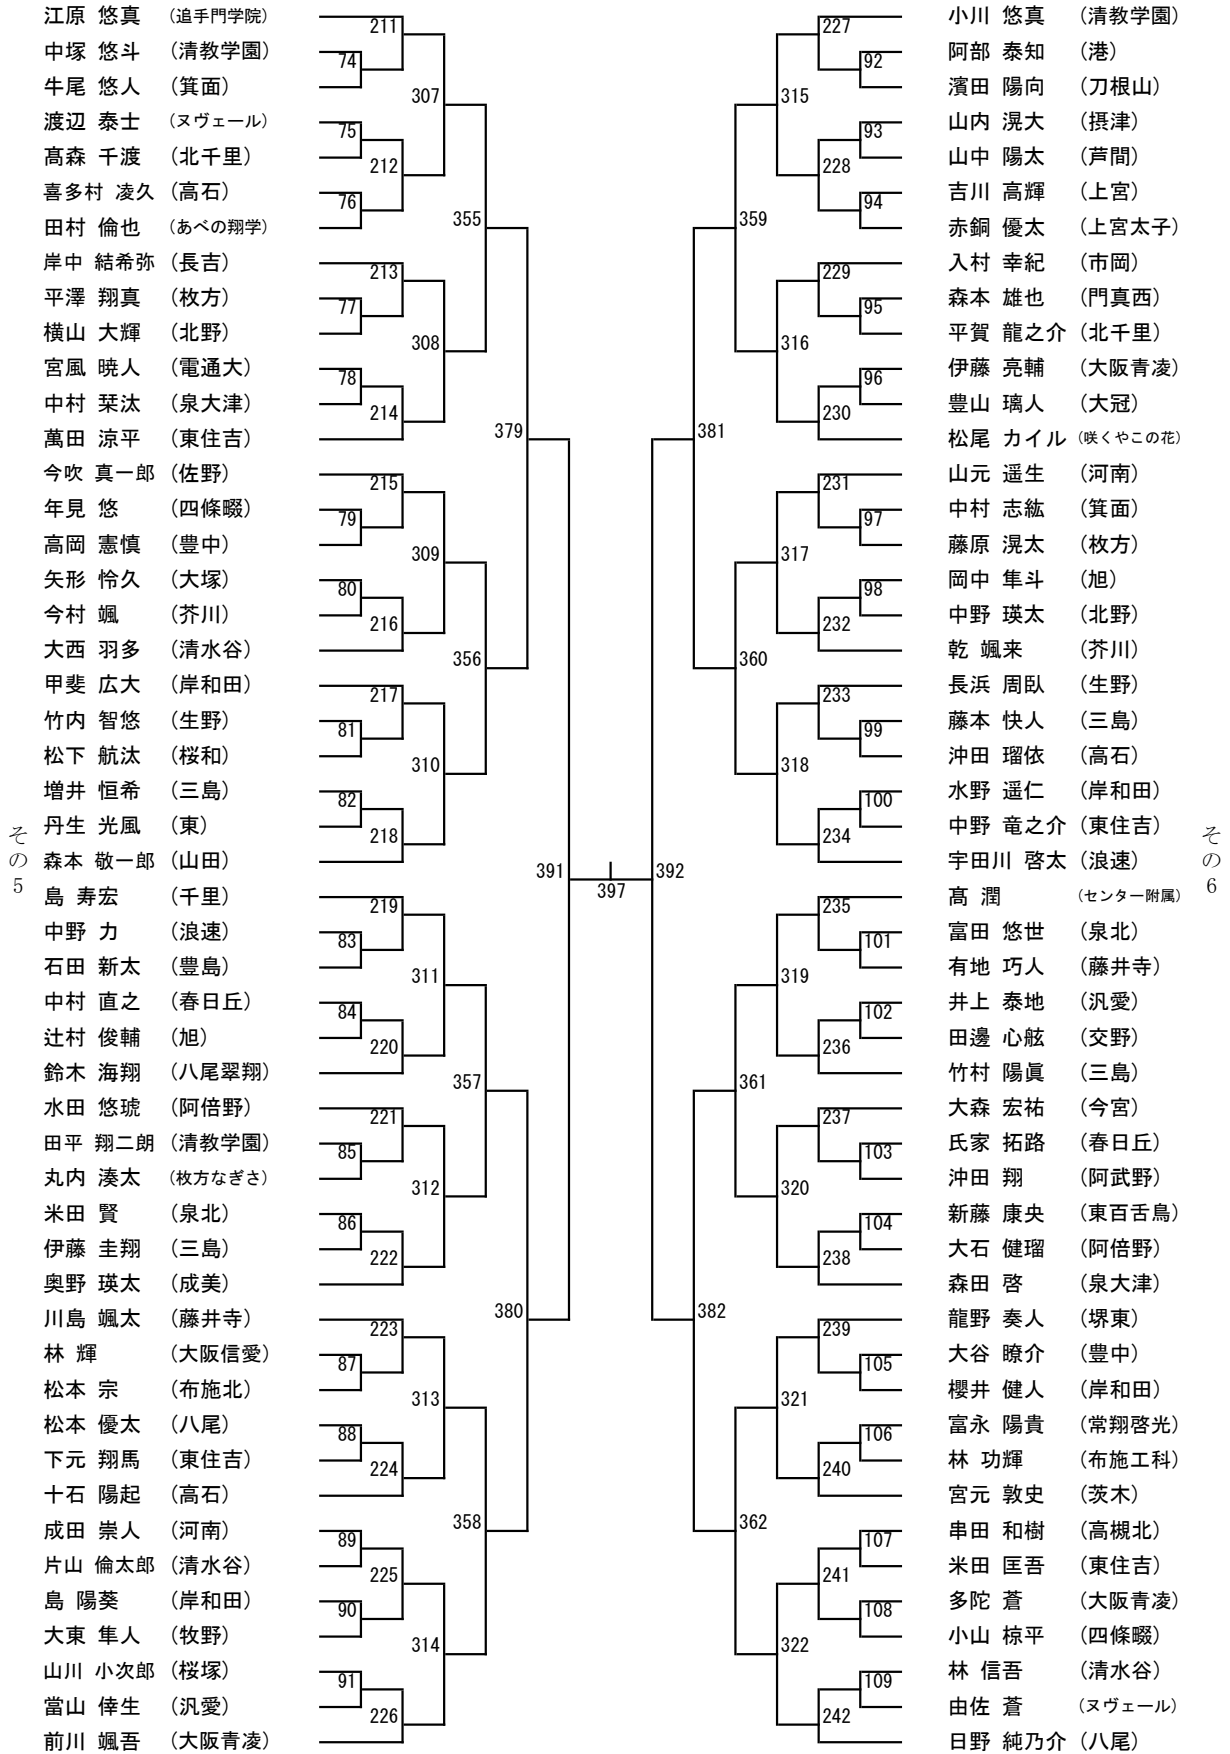 その5
江原 悠真 (追手門学院)
中塚 悠斗 (清教学園)
牛尾 悠人 (箕面)
渡辺 泰士 (ヌヴェール)
髙森 千渡 (北千里)
喜多村 凌久 (高石)
田村 倫也 (あべの翔学)
岸中 結希弥 (長吉)
平澤 翔真 (枚方)
横山 大輝 (北野)
宮風 暁人 (電通大)
中村 栞汰 (泉大津)
萬田 涼平 (東住吉)
今吹 真一郎 (佐野)
年見 悠 (四條畷)
高岡 憲慎 (豊中)
矢形 怜久 (大塚)
今村 颯 (芥川)
大西 羽多 (清水谷)
甲斐 広大 (岸和田)
竹内 智悠 (生野)
松下 航汰 (桜和)
増井 恒希 (三島)
丹生 光風 (東)
森本 敬一郎 (山田)
島 寿宏 (千里)
中野 力 (浪速)
石田 新太 (豊島)
中村 直之 (春日丘)
辻村 俊輔 (旭)
鈴木 海翔 (八尾翠翔)
水田 悠琥 (阿倍野)
田平 翔二朗 (清教学園)
丸内 湊太 (枚方なぎさ)
米田 賢 (泉北)
伊藤 圭翔 (三島)
奥野 瑛太 (成美)
川島 颯太 (藤井寺)
林 輝 (大阪信愛)
松本 宗 (布施北)
松本 優太 (八尾)
下元 翔馬 (東住吉)
十石 陽起 (高石)
成田 崇人 (河南)
片山 倫太郎 (清水谷)
島 陽葵 (岸和田)
大東 隼人 (牧野)
山川 小次郎 (桜塚)
當山 倖生 (汎愛)
前川 颯吾 (大阪青凌)
74
75
76
77
78
79
80
81
82
83
84
85
86
87
88
89
90
91
211
212
213
214
215
216
217
218
219
220
221
222
223
224
225
226
307
308
309
310
311
312
313
314
355
356
357
358
379
380
391
397
392
381
382
359
360
361
362
315
316
317
318
319
320
321
322
227
228
229
230
231
232
233
234
235
236
237
238
239
240
241
242
92
93
94
95
96
97
98
99
100
101
102
103
104
105
106
107
108
109
小川 悠真 (清教学園)
阿部 泰知 (港)
濱田 陽向 (刀根山)
山内 滉大 (摂津)
山中 陽太 (芦間)
吉川 高輝 (上宮)
赤銅 優太 (上宮太子)
入村 幸紀 (市岡)
森本 雄也 (門真西)
平賀 龍之介 (北千里)
伊藤 亮輔 (大阪青凌)
豊山 璃人 (大冠)
松尾 カイル (咲くやこの花)
山元 遥生 (河南)
中村 志紘 (箕面)
藤原 滉太 (枚方)
岡中 隼斗 (旭)
中野 瑛太 (北野)
乾 颯来 (芥川)
長浜 周臥 (生野)
藤本 快人 (三島)
沖田 瑠依 (高石)
水野 遥仁 (岸和田)
中野 竜之介 (東住吉)
宇田川 啓太 (浪速)
髙 潤 (センター附属)
富田 悠世 (泉北)
有地 巧人 (藤井寺)
井上 泰地 (汎愛)
田邊 心舷 (交野)
竹村 陽眞 (三島)
大森 宏祐 (今宮)
氏家 拓路 (春日丘)
沖田 翔 (阿武野)
新藤 康央 (東百舌鳥)
大石 健瑠 (阿倍野)
森田 啓 (泉大津)
龍野 奏人 (堺東)
大谷 瞭介 (豊中)
櫻井 健人 (岸和田)
富永 陽貴 (常翔啓光)
林 功輝 (布施工科)
宮元 敦史 (茨木)
串田 和樹 (高槻北)
米田 匡吾 (東住吉)
多陀 蒼 (大阪青凌)
小山 椋平 (四條畷)
林 信吾 (清水谷)
由佐 蒼 (ヌヴェール)
日野 純乃介 (八尾)
その6